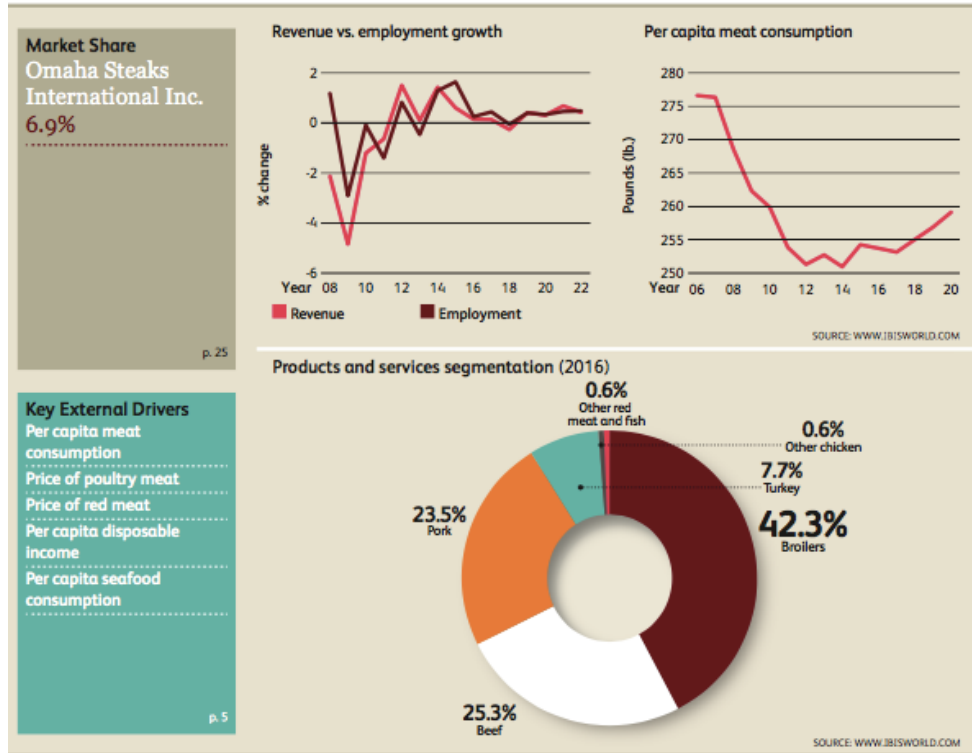 Market Share
Omaha Steaks
International Inc.
6.9%
p. 25
Key External Drivers
Per capita meat
consumption
Price of poultry meat
Price of red meat
Per capita disposable
income
Per capita seafood
consumption
p. 5
Revenue vs. employment growth
% change
2
0
-2
-4
-6
Year 08 10 12 14 16 18 20 22
Revenue Employment
Per capita meat consumption
Pounds (lb.)
280
275
270
265
260
255
250
Year 06 08 10 12 14 16 18 20
SOURCE: WWW.IBISWORLD.COM
Products and services segmentation (2016)
0.6%
Other red
meat and fish
0.6%
Other chicken
7.7%
Turkey
42.3%
Broilers
23.5%
Pork
25.3%
Beef
SOURCE: WWW.IBISWORLD.COM